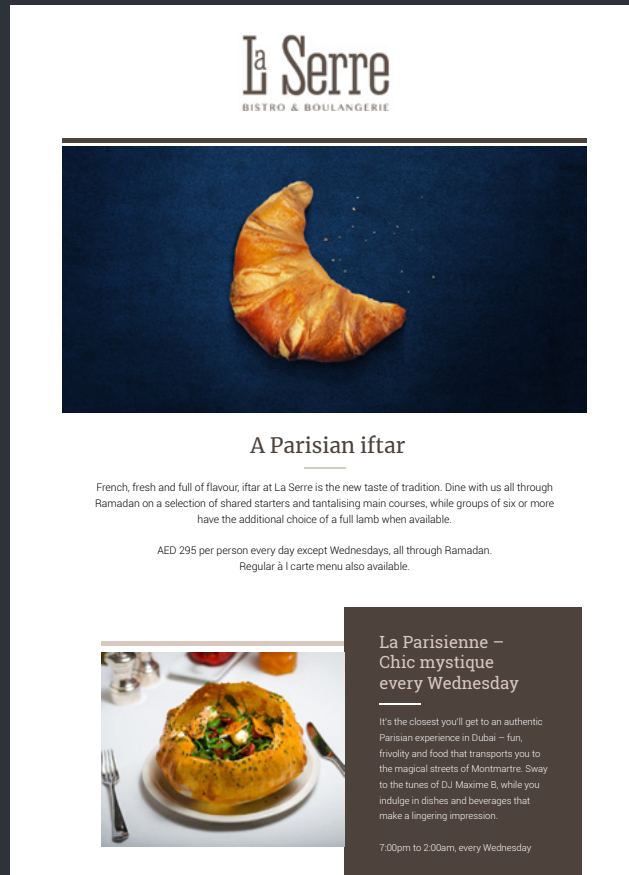 La Serre
BISTRO & BOULANGERIE
A Parisian iftar
French, fresh and full of flavour, iftar at La Serre is the new taste of tradition. Dine with us all through
Ramadan on a selection of shared starters and tantalising main courses, while groups of six or more
have the additional choice of a full lamb when available.
AED 295 per person every day except Wednesdays, all through Ramadan.
Regular à l carte menu also available.
La Parisienne –
Chic mystique
every Wednesday
It's the closest you'll get to an authentic
Parisian experience in Dubai – fun,
frivolity and food that transports you to
the magical streets of Montmartre. Sway
to the tunes of DJ Maxime B, while you
indulge in dishes and beverages that
make a lingering impression.
7:00pm to 2:00am, every Wednesday